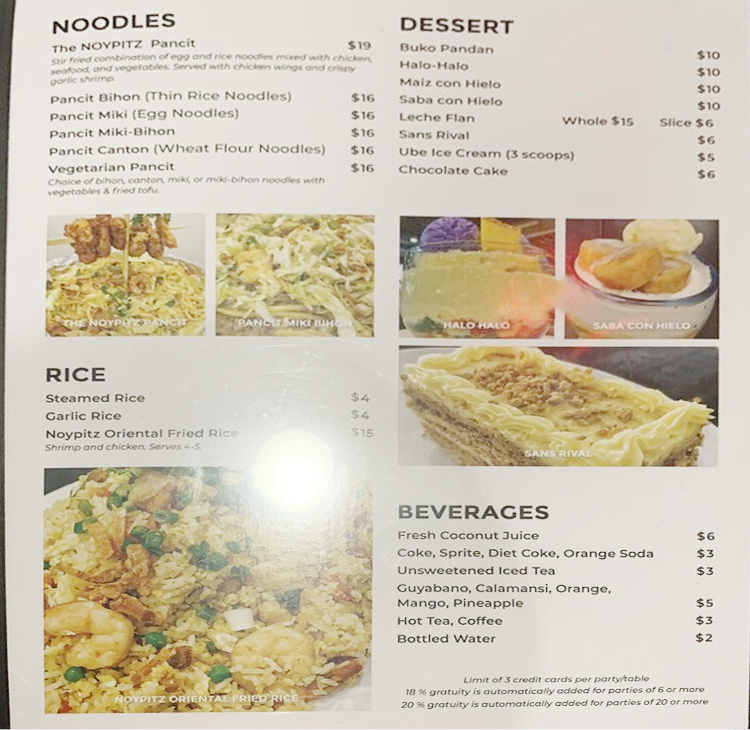 NOODLES
The NOYPITZ Pancit $19
Stir fried combination of egg and rice noodles mixed with chicken,
seafood, and vegetables. Served with chicken wings and crispy
garlic shrimp.
Pancit Bihon (Thin Rice Noodles) $16
Pancit Miki (Egg Noodles) $16
Pancit Miki-Bihon $16
Pancit Canton (Wheat Flour Noodles) $16
Vegetarian Pancit $16
Choice of bihon, canton, miki, or miki-bihon noodles with
vegetables & fried tofu.
THE NOYPITZ PANCIT
PANCIT MIKI BIHON
RICE
Steamed Rice $4
Garlic Rice $4
Noypitz Oriental Fried Rice $15
Shrimp and chicken. Serves 4-5.
NOYPITZ ORIENTAL FRIED RICE
DESSERT
Buko Pandan $10
Halo-Halo $10
Maiz con Hielo $10
Saba con Hielo $10
Leche Flan Whole $15 Slice $6
Sans Rival $6
Ube Ice Cream (3 scoops) $5
Chocolate Cake $6
HALO HALO
SABA CON HIELO
SANS RIVAL
BEVERAGES
Fresh Coconut Juice $6
Coke, Sprite, Diet Coke, Orange Soda $3
Unsweetened Iced Tea $3
Guyabano, Calamansi, Orange,
Mango, Pineapple $5
Hot Tea, Coffee $3
Bottled Water $2
Limit of 3 credit cards per party/table
18 % gratuity is automatically added for parties of 6 or more
20 % gratuity is automatically added for parties of 20 or more